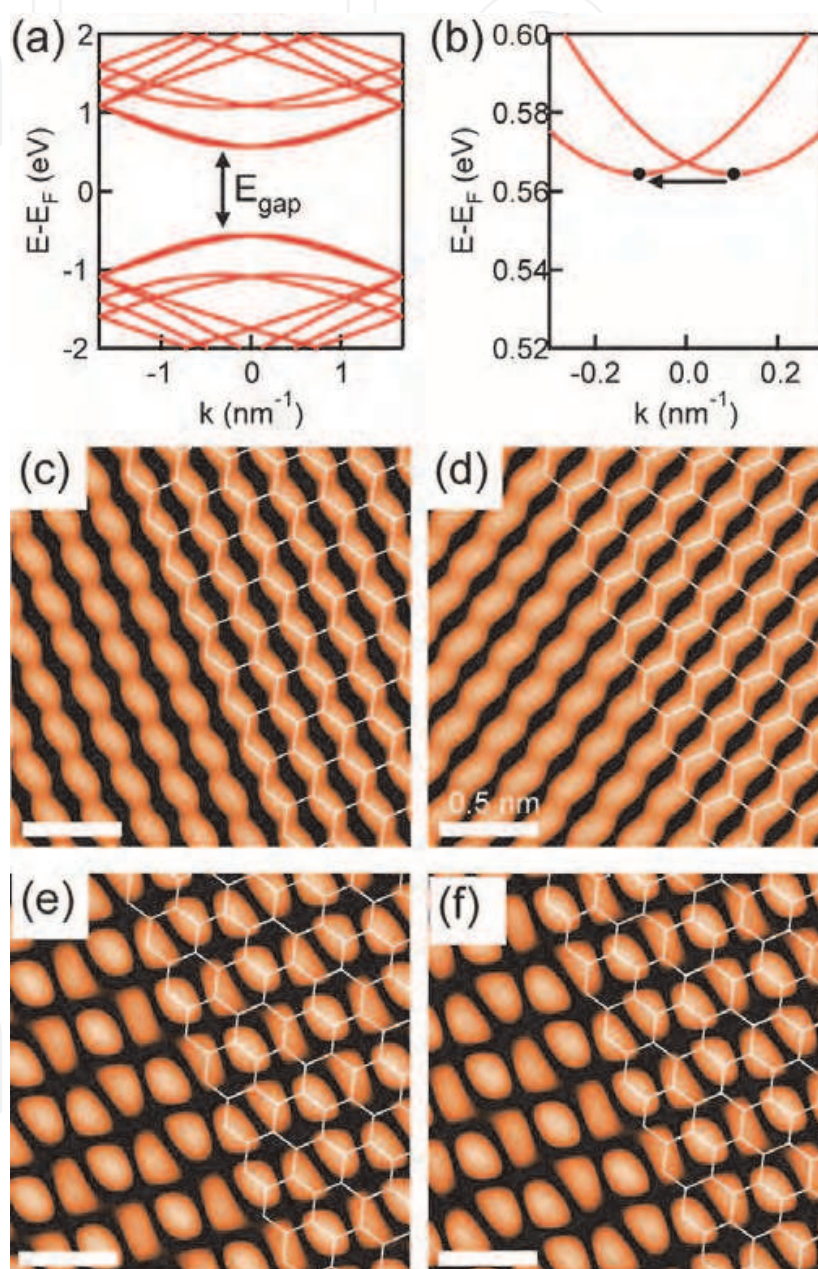 (a)
2
1
0
-1
-2
E-E_F (eV)
E_gap
-1 0 1
k (nm⁻¹)
(b)
0.60
0.58
0.56
0.54
0.52
E-E_F (eV)
-0.2 0.0 0.2
k (nm⁻¹)
(c)
(d)
0.5 nm
(e)
(f)